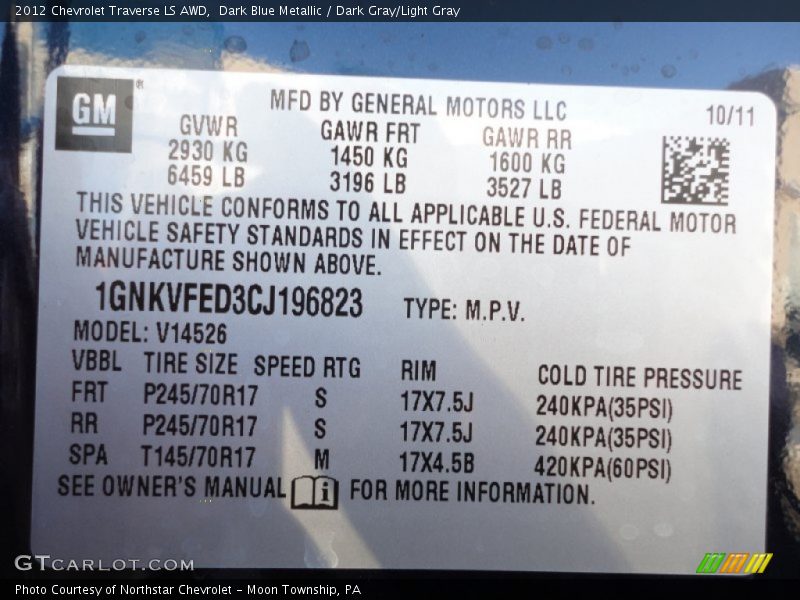 2012 Chevrolet Traverse LS AWD,  Dark Blue Metallic / Dark Gray/Light Gray
GM®
MFD BY GENERAL MOTORS LLC
10/11
GVWR GAWR FRT GAWR RR
2930 KG 1450 KG 1600 KG
6459 LB 3196 LB 3527 LB
THIS VEHICLE CONFORMS TO ALL APPLICABLE U.S. FEDERAL MOTOR
VEHICLE SAFETY STANDARDS IN EFFECT ON THE DATE OF
MANUFACTURE SHOWN ABOVE.
1GNKVFED3CJ196823 TYPE: M.P.V.
MODEL: V14526
VBBL TIRE SIZE SPEED RTG RIM COLD TIRE PRESSURE
FRT P245/70R17 S 17X7.5J 240KPA(35PSI)
RR P245/70R17 S 17X7.5J 240KPA(35PSI)
SPA T145/70R17 M 17X4.5B 420KPA(60PSI)
SEE OWNER'S MANUAL i FOR MORE INFORMATION.
GTCARLOT.COM
Photo Courtesy of Northstar Chevrolet - Moon Township, PA